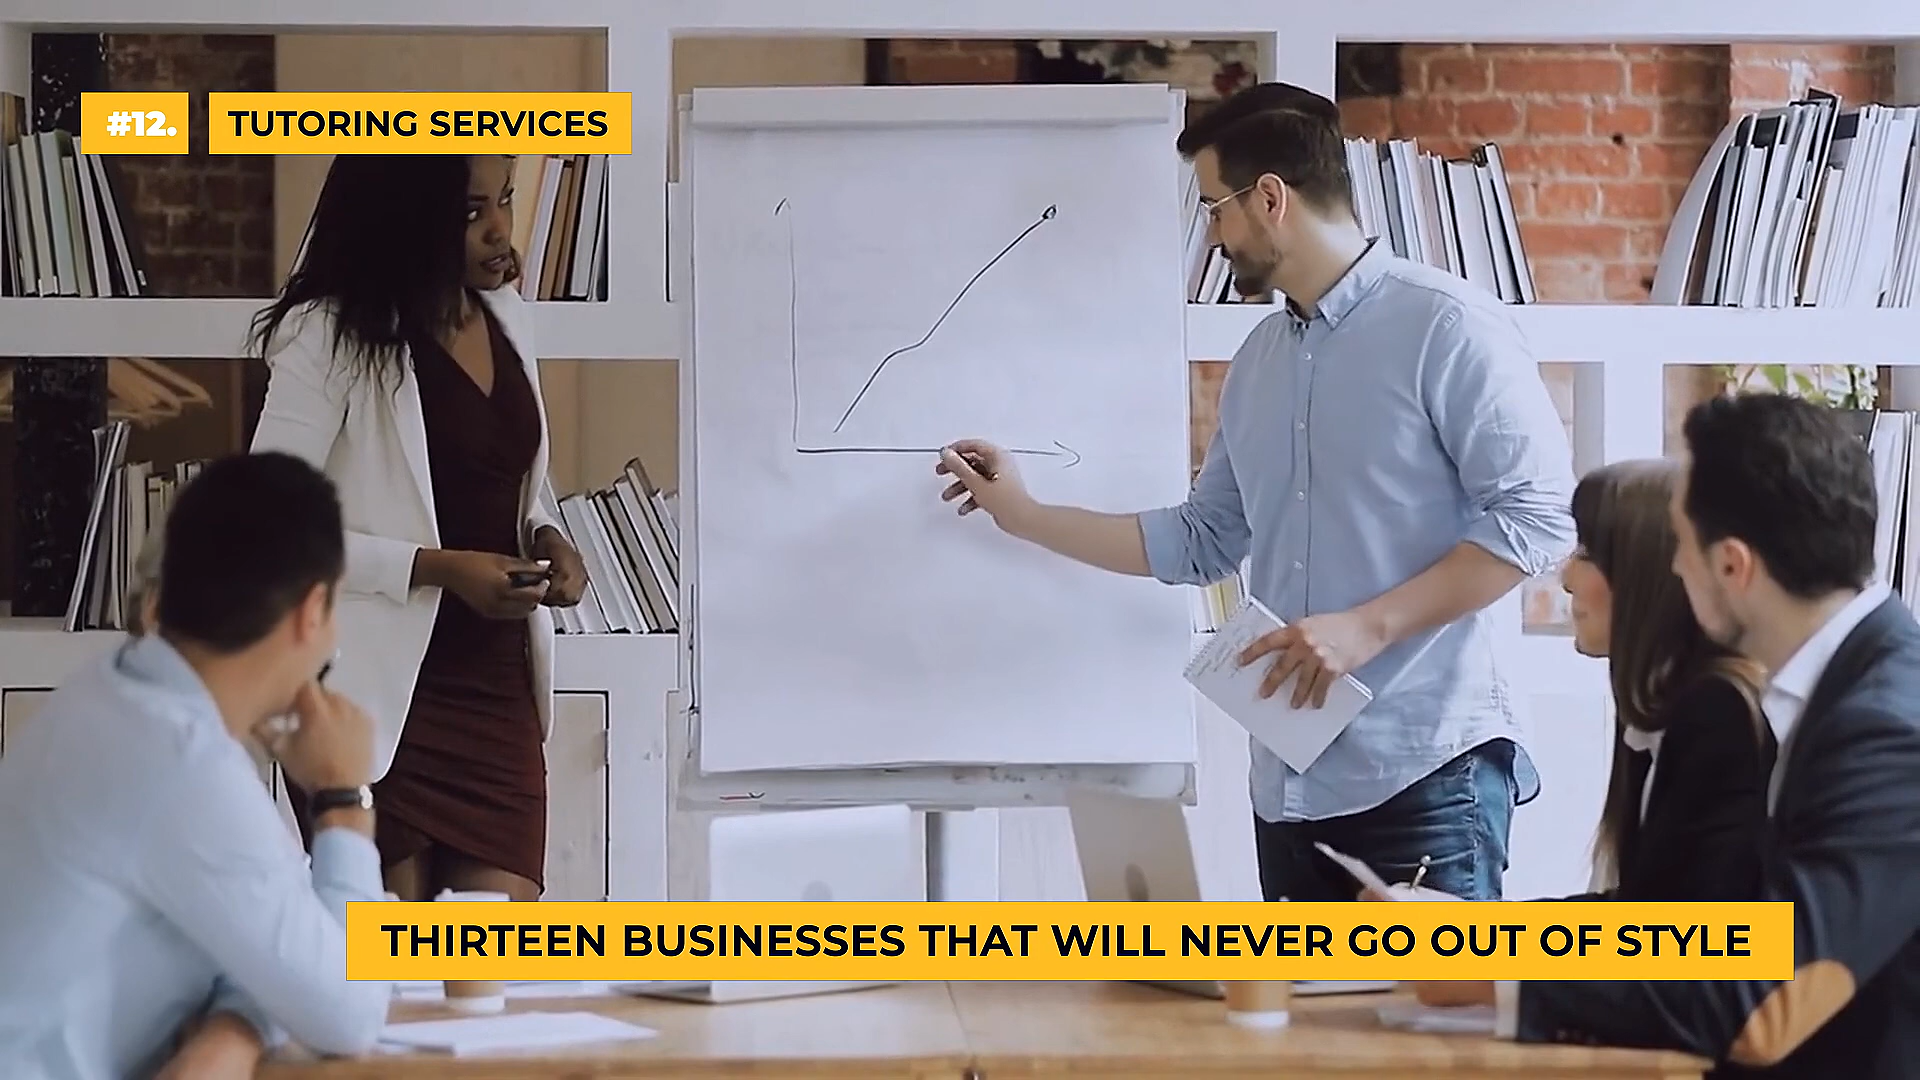 #12. TUTORING SERVICES
THIRTEEN BUSINESSES THAT WILL NEVER GO OUT OF STYLE